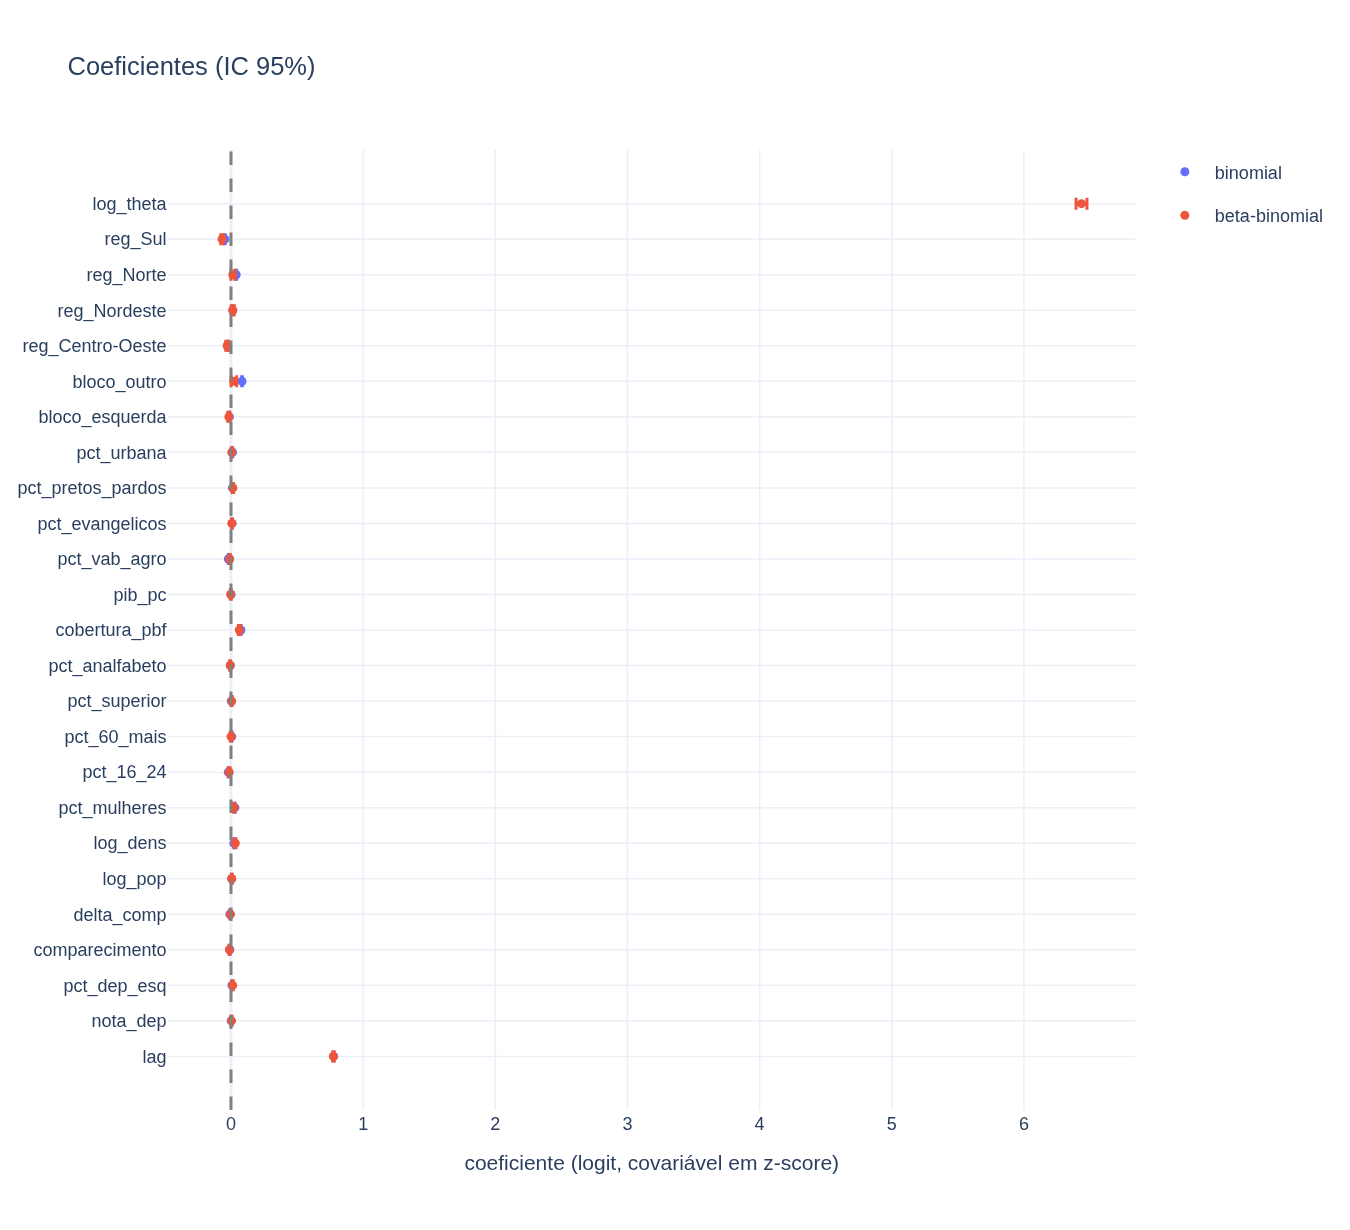 Coeficientes (IC 95%)
binomial
beta-binomial
log_theta
reg_Sul
reg_Norte
reg_Nordeste
reg_Centro-Oeste
bloco_outro
bloco_esquerda
pct_urbana
pct_pretos_pardos
pct_evangelicos
pct_vab_agro
pib_pc
cobertura_pbf
pct_analfabeto
pct_superior
pct_60_mais
pct_16_24
pct_mulheres
log_dens
log_pop
delta_comp
comparecimento
pct_dep_esq
nota_dep
lag
0 1 2 3 4 5 6
coeficiente (logit, covariável em z-score)